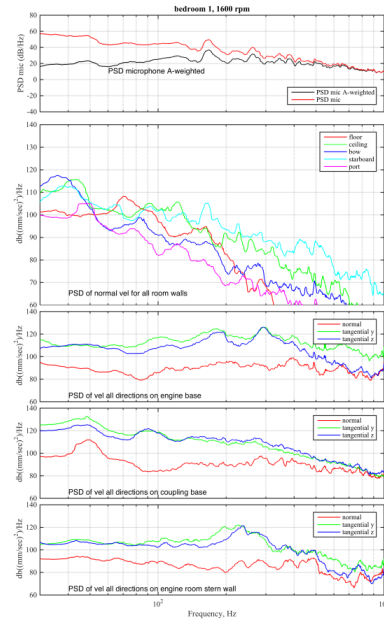 bedroom 1, 1600 rpm
80
60
40
20
0
-20
-40
PSD mic (dB/Hz)
PSD microphone A-weighted
PSD mic A-weighted
PSD mic
140
130
120
110
100
90
80
70
60
db((mm/sec)²)/Hz
floor
ceiling
bow
starboard
port
PSD of normal vel for all room walls
140
120
100
80
60
db((mm/sec)²)/Hz
normal
tangential y
tangential z
PSD of vel all directions on engine base
140
120
100
80
60
db((mm/sec)²)/Hz
normal
tangential y
tangential z
PSD of vel all directions on coupling base
140
120
100
80
60
db((mm/sec)²)/Hz
normal
tangential y
tangential z
PSD of vel all directions on engine room stern wall
10²
Frequency, Hz